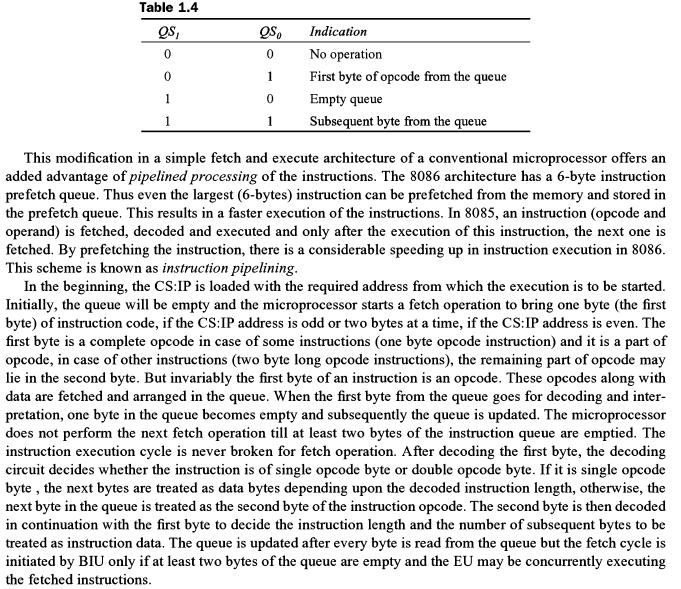 Table 1.4
QS1 QS0 Indication
0 0 No operation
0 1 First byte of opcode from the queue
1 0 Empty queue
1 1 Subsequent byte from the queue
This modification in a simple fetch and execute architecture of a conventional microprocessor offers an
added advantage of pipelined processing of the instructions. The 8086 architecture has a 6-byte instruction
prefetch queue. Thus even the largest (6-bytes) instruction can be prefetched from the memory and stored in
the prefetch queue. This results in a faster execution of the instructions. In 8085, an instruction (opcode and
operand) is fetched, decoded and executed and only after the execution of this instruction, the next one is
fetched. By prefetching the instruction, there is a considerable speeding up in instruction execution in 8086.
This scheme is known as instruction pipelining.
In the beginning, the CS:IP is loaded with the required address from which the execution is to be started.
Initially, the queue will be empty and the microprocessor starts a fetch operation to bring one byte (the first
byte) of instruction code, if the CS:IP address is odd or two bytes at a time, if the CS:IP address is even. The
first byte is a complete opcode in case of some instructions (one byte opcode instruction) and it is a part of
opcode, in case of other instructions (two byte long opcode instructions), the remaining part of opcode may
lie in the second byte. But invariably the first byte of an instruction is an opcode. These opcodes along with
data are fetched and arranged in the queue. When the first byte from the queue goes for decoding and inter-
pretation, one byte in the queue becomes empty and subsequently the queue is updated. The microprocessor
does not perform the next fetch operation till at least two bytes of the instruction queue are emptied. The
instruction execution cycle is never broken for fetch operation. After decoding the first byte, the decoding
circuit decides whether the instruction is of single opcode byte or double opcode byte. If it is single opcode
byte , the next bytes are treated as data bytes depending upon the decoded instruction length, otherwise, the
next byte in the queue is treated as the second byte of the instruction opcode. The second byte is then decoded
in continuation with the first byte to decide the instruction length and the number of subsequent bytes to be
treated as instruction data. The queue is updated after every byte is read from the queue but the fetch cycle is
initiated by BIU only if at least two bytes of the queue are empty and the EU may be concurrently executing
the fetched instructions.